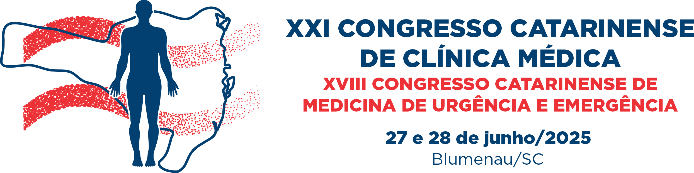 XXI CONGRESSO CATARINENSE
DE CLÍNICA MÉDICA
XVIII CONGRESSO CATARINENSE DE
MEDICINA DE URGÊNCIA E EMERGÊNCIA
27 e 28 de junho/2025
Blumenau/SC